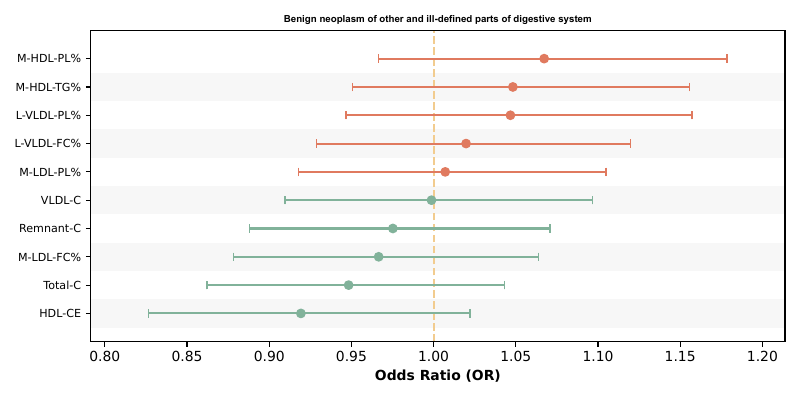 Benign neoplasm of other and ill-defined parts of digestive system
M-HDL-PL%
M-HDL-TG%
L-VLDL-PL%
L-VLDL-FC%
M-LDL-PL%
VLDL-C
Remnant-C
M-LDL-FC%
Total-C
HDL-CE
0.80 0.85 0.90 0.95 1.00 1.05 1.10 1.15 1.20
Odds Ratio (OR)